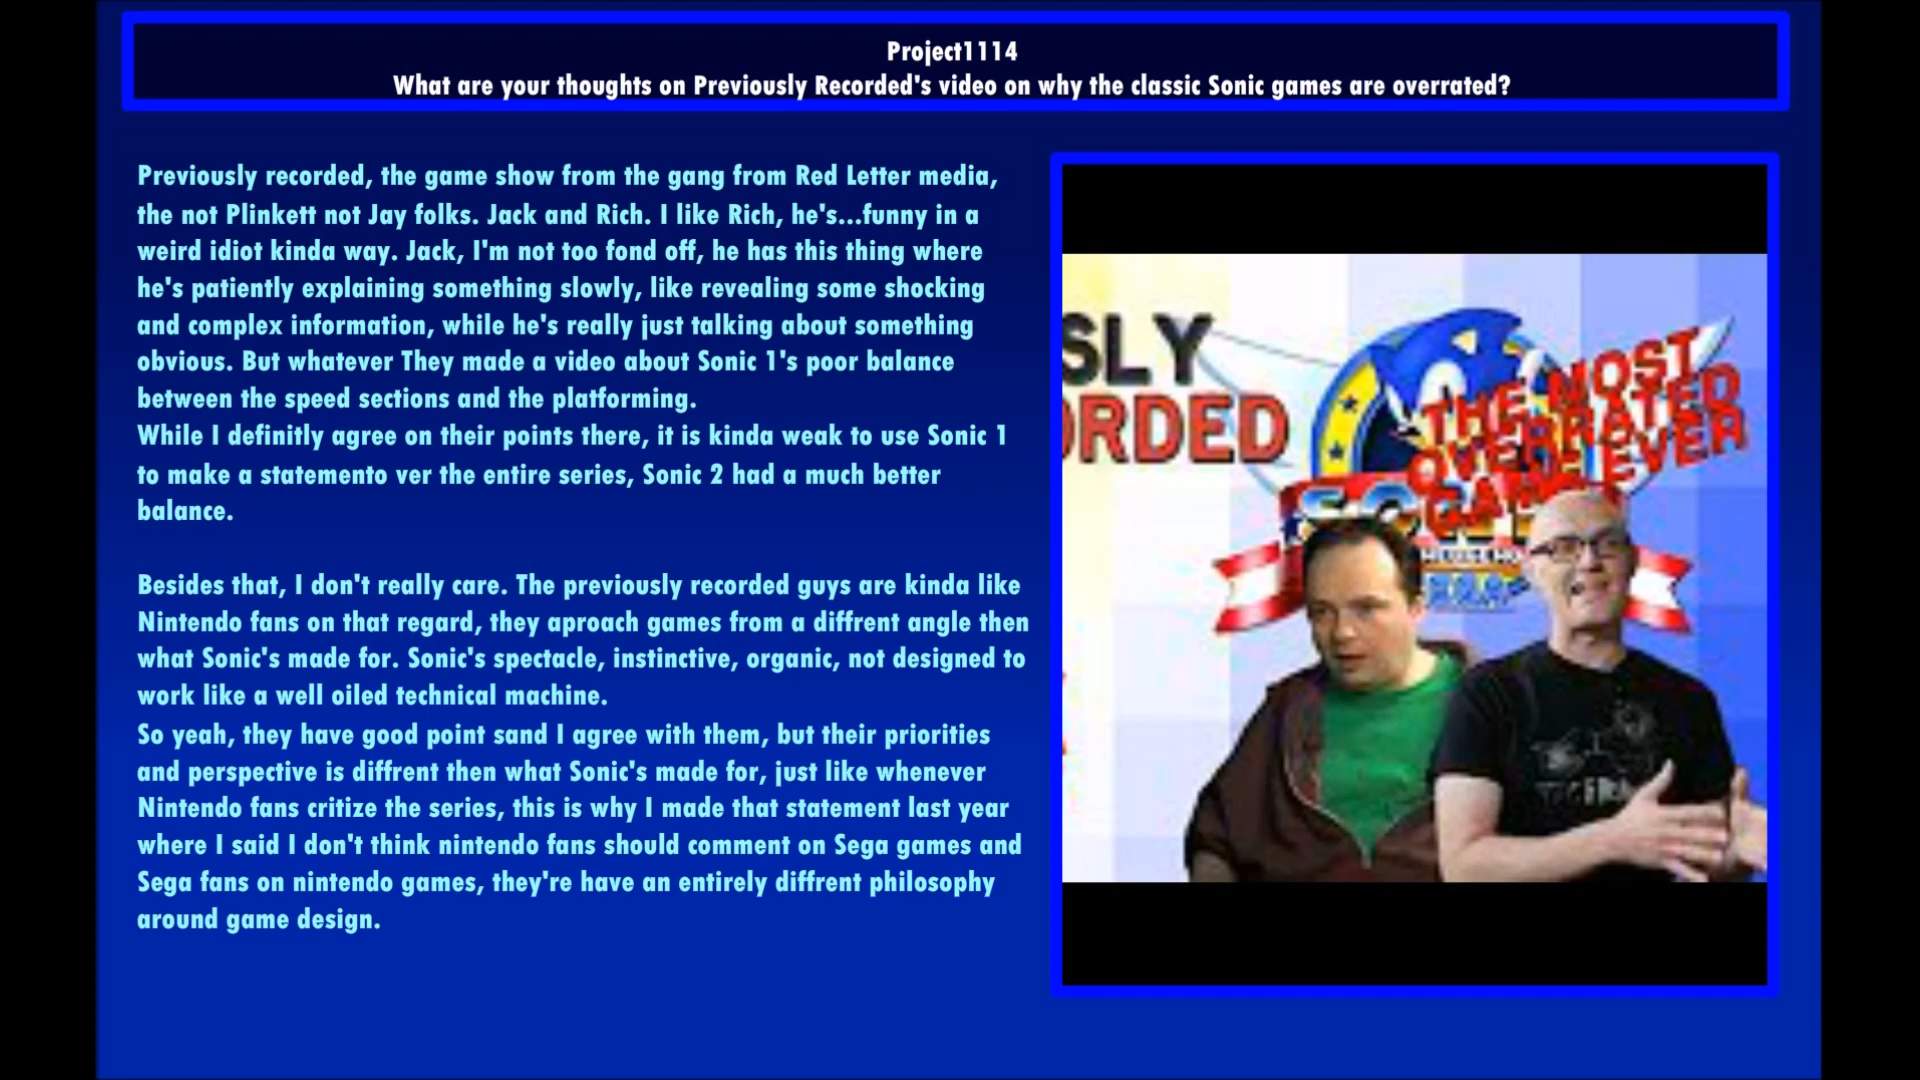 Project1114
What are your thoughts on Previously Recorded's video on why the classic Sonic games are overrated?
Previously recorded, the game show from the gang from Red Letter media,
the not Plinkett not Jay folks. Jack and Rich. I like Rich, he's...funny in a
weird idiot kinda way. Jack, I'm not too fond off, he has this thing where
he's patiently explaining something slowly, like revealing some shocking
and complex information, while he's really just talking about something
obvious. But whatever They made a video about Sonic 1's poor balance
between the speed sections and the platforming.
While I definitly agree on their points there, it is kinda weak to use Sonic 1
to make a statemento ver the entire series, Sonic 2 had a much better
balance.
Besides that, I don't really care. The previously recorded guys are kinda like
Nintendo fans on that regard, they aproach games from a diffrent angle then
what Sonic's made for. Sonic's spectacle, instinctive, organic, not designed to
work like a well oiled technical machine.
So yeah, they have good point sand I agree with them, but their priorities
and perspective is diffrent then what Sonic's made for, just like whenever
Nintendo fans critize the series, this is why I made that statement last year
where I said I don't think nintendo fans should comment on Sega games and
Sega fans on nintendo games, they're have an entirely diffrent philosophy
around game design.
SLY
ORDED
THE MOST
OVERRATED
GAME EVER